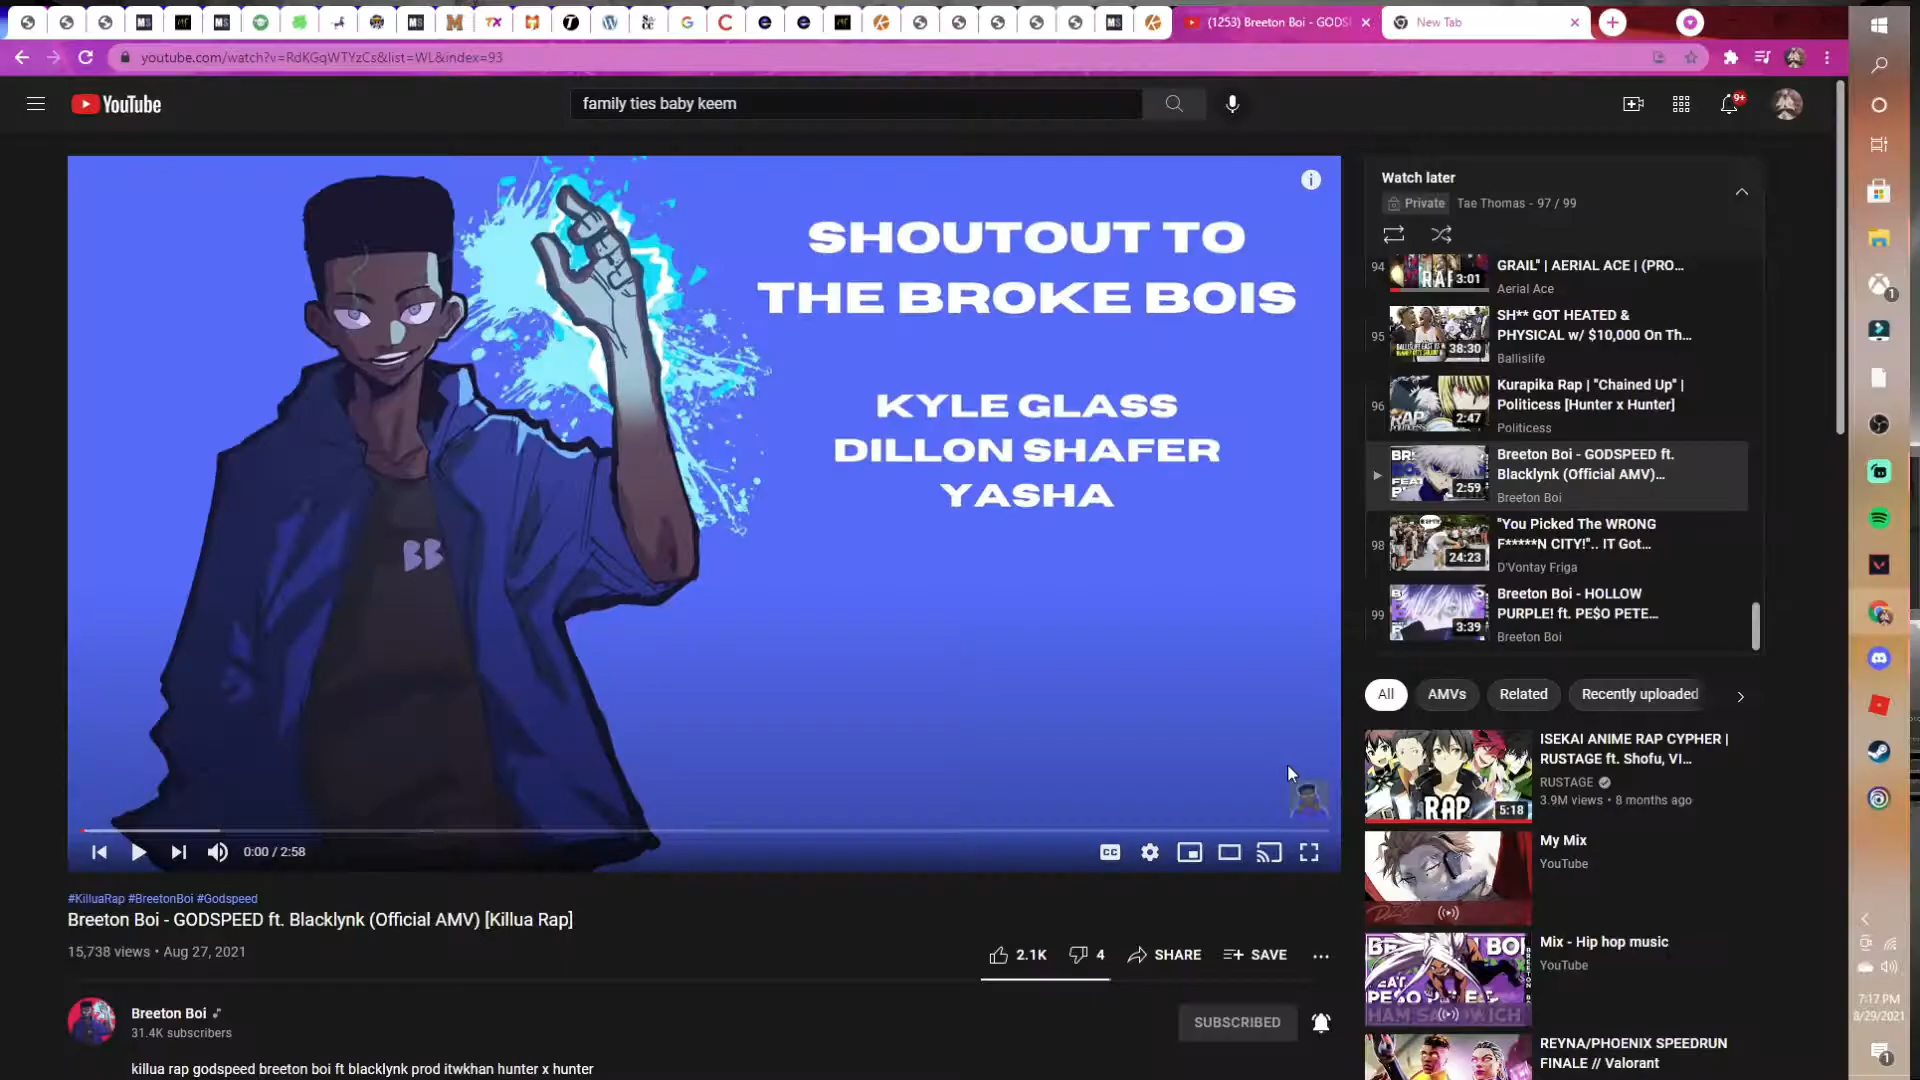 (1253) Breeton Boi - GODS
New Tab
youtube.com/watch?v=RdKGqWTYzCs&list=WL&index=93
YouTube
family ties baby keem
9+
SHOUTOUT TO
THE BROKE BOIS
KYLE GLASS
DILLON SHAFER
YASHA
BB
CC
0:00 / 2:58
#KilluaRap #BreetonBoi #Godspeed
Breeton Boi - GODSPEED ft. Blacklynk (Official AMV) [Killua Rap]
15,738 views • Aug 27, 2021
2.1K
4
SHARE
SAVE
Breeton Boi
31.4K subscribers
SUBSCRIBED
killua rap godspeed breeton boi ft blacklynk prod itwkhan hunter x hunter
Watch later
Private
Tae Thomas - 97 / 99
94
3:01
GRAIL" | AERIAL ACE | (PRO...
Aerial Ace
95
38:30
SH** GOT HEATED &
PHYSICAL w/ $10,000 On Th...
Ballislife
96
RAP
2:47
Kurapika Rap | "Chained Up" |
Politicess [Hunter x Hunter]
Politicess
2:59
Breeton Boi - GODSPEED ft.
Blacklynk (Official AMV)...
Breeton Boi
98
24:23
"You Picked The WRONG
F*****N CITY!".. IT Got...
D'Vontay Friga
99
3:39
Breeton Boi - HOLLOW
PURPLE! ft. PE$O PETE...
Breeton Boi
All
AMVs
Related
Recently uploaded
RAP
5:18
ISEKAI ANIME RAP CYPHER |
RUSTAGE ft. Shofu, VI...
RUSTAGE
3.9M views • 8 months ago
My Mix
YouTube
Mix - Hip hop music
YouTube
REYNA/PHOENIX SPEEDRUN
FINALE // Valorant
1
7:17 PM
8/29/2021
1